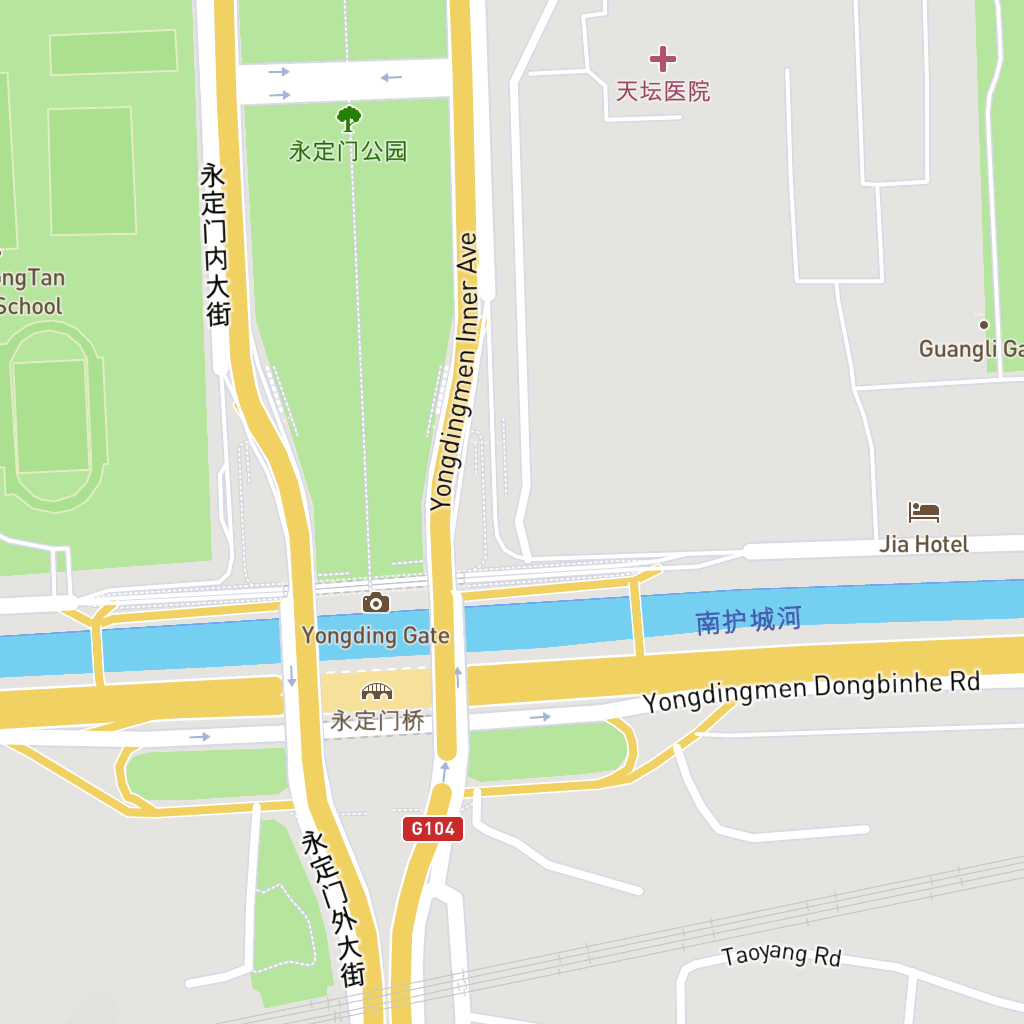 天坛医院
永定门公园
永定门内大街
Yongdingmen Inner Ave
School
Guangli
Jia Hotel
南护城河
Yongding Gate
Yongdingmen Dongbinhe Rd
永定门桥
G104
永定门外大街
Taoyang Rd